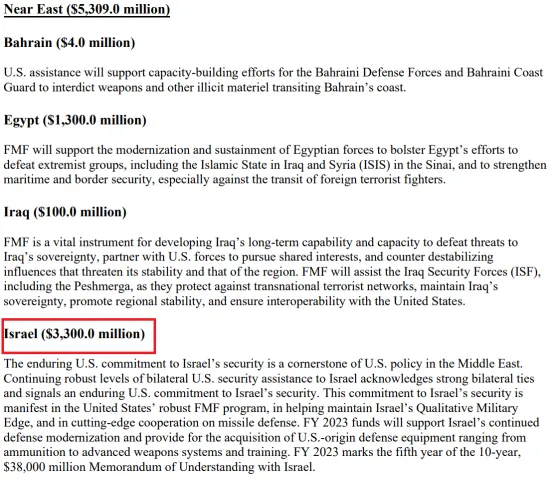 Near East ($5,309.0 million)
Bahrain ($4.0 million)
U.S. assistance will support capacity-building efforts for the Bahraini Defense Forces and Bahraini Coast
Guard to interdict weapons and other illicit materiel transiting Bahrain's coast.
Egypt ($1,300.0 million)
FMF will support the modernization and sustainment of Egyptian forces to bolster Egypt's efforts to
defeat extremist groups, including the Islamic State in Iraq and Syria (ISIS) in the Sinai, and to strengthen
maritime and border security, especially against the transit of foreign terrorist fighters.
Iraq ($100.0 million)
FMF is a vital instrument for developing Iraq's long-term capability and capacity to defeat threats to
Iraq's sovereignty, partner with U.S. forces to pursue shared interests, and counter destabilizing
influences that threaten its stability and that of the region. FMF will assist the Iraq Security Forces (ISF),
including the Peshmerga, as they protect against transnational terrorist networks, maintain Iraq's
sovereignty, promote regional stability, and ensure interoperability with the United States.
Israel ($3,300.0 million)
The enduring U.S. commitment to Israel's security is a cornerstone of U.S. policy in the Middle East.
Continuing robust levels of bilateral U.S. security assistance to Israel acknowledges strong bilateral ties
and signals an enduring U.S. commitment to Israel's security. This commitment to Israel's security is
manifest in the United States' robust FMF program, in helping maintain Israel's Qualitative Military
Edge, and in cutting-edge cooperation on missile defense. FY 2023 funds will support Israel's continued
defense modernization and provide for the acquisition of U.S.-origin defense equipment ranging from
ammunition to advanced weapons systems and training. FY 2023 marks the fifth year of the 10-year,
$38,000 million Memorandum of Understanding with Israel.